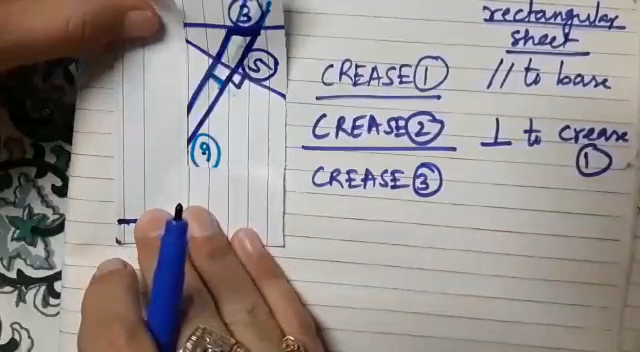 rectangular
sheet
CREASE 1 // to base
CREASE 2 ⊥ to crease
1
CREASE 3
3
5
9